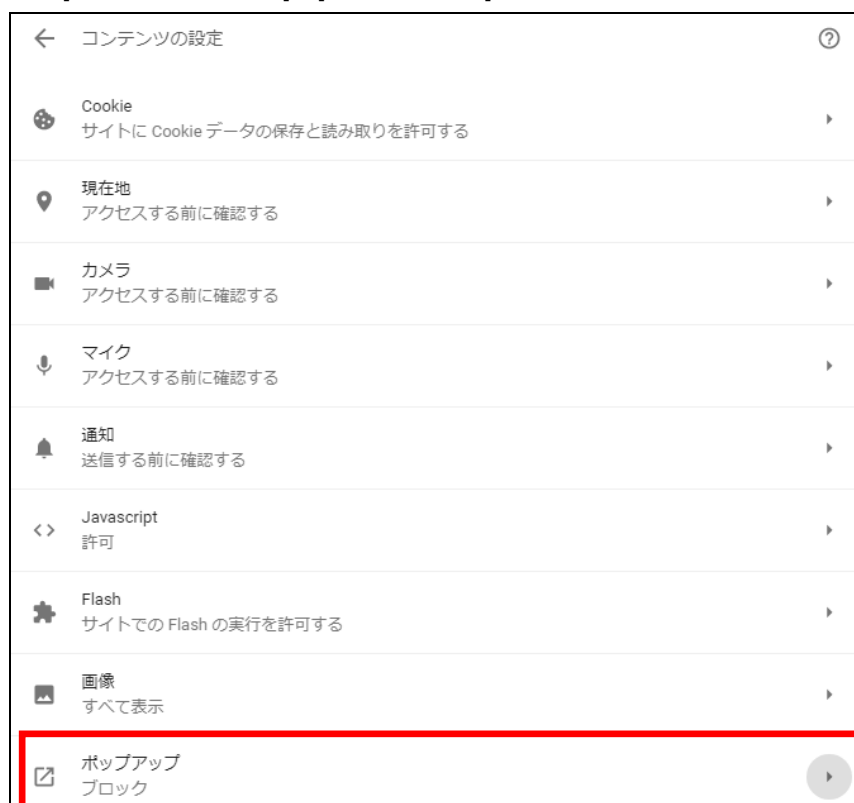 コンテンツの設定
Cookie
サイトに Cookie データの保存と読み取りを許可する
現在地
アクセスする前に確認する
カメラ
アクセスする前に確認する
マイク
アクセスする前に確認する
通知
送信する前に確認する
Javascript
許可
Flash
サイトでの Flash の実行を許可する
画像
すべて表示
ポップアップ
ブロック